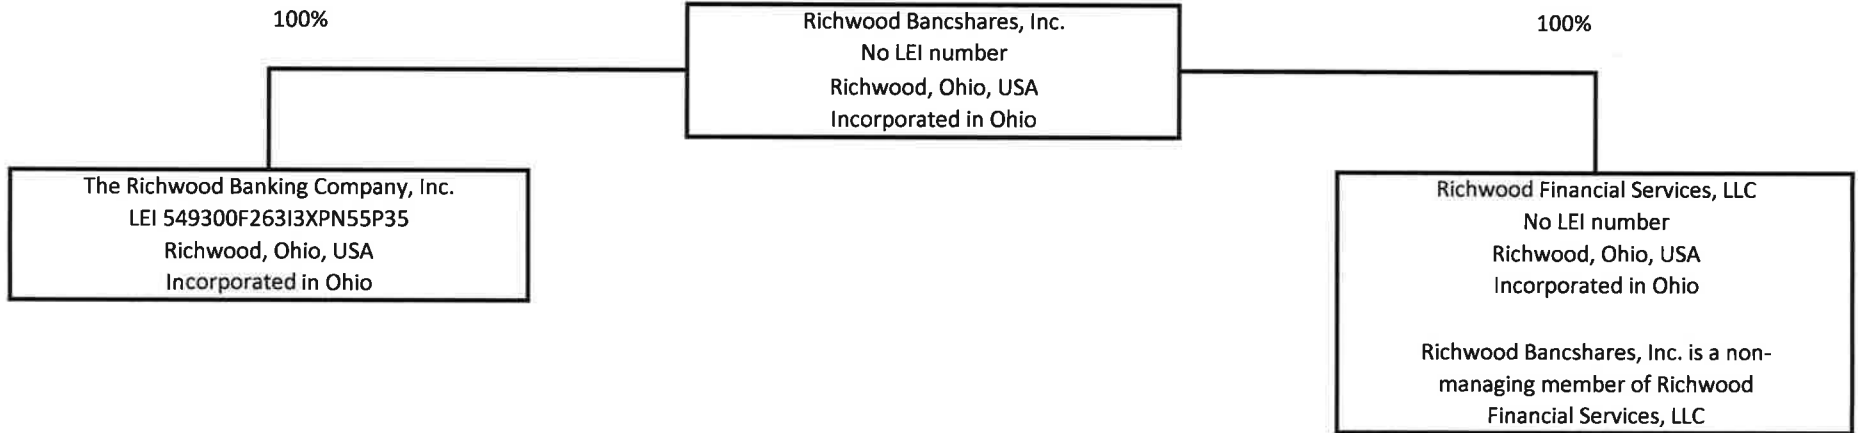 100%
Richwood Bancshares, Inc.
No LEI number
Richwood, Ohio, USA
Incorporated in Ohio
100%
The Richwood Banking Company, Inc.
LEI 549300F263I3XPN55P35
Richwood, Ohio, USA
Incorporated in Ohio
Richwood Financial Services, LLC
No LEI number
Richwood, Ohio, USA
Incorporated in Ohio
Richwood Bancshares, Inc. is a non-
managing member of Richwood
Financial Services, LLC